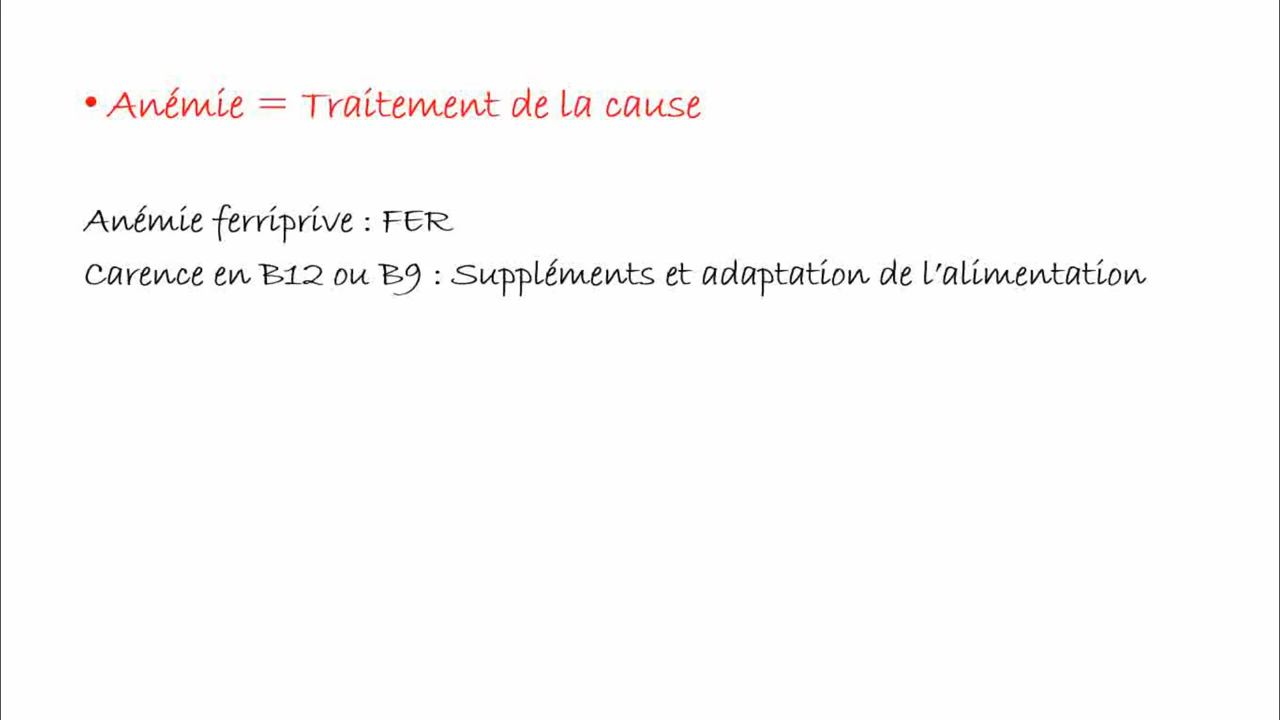 • Anémie = Traitement de la cause
Anémie ferriprive : FER
Carence en B12 ou B9 : Suppléments et adaptation de l'alimentation